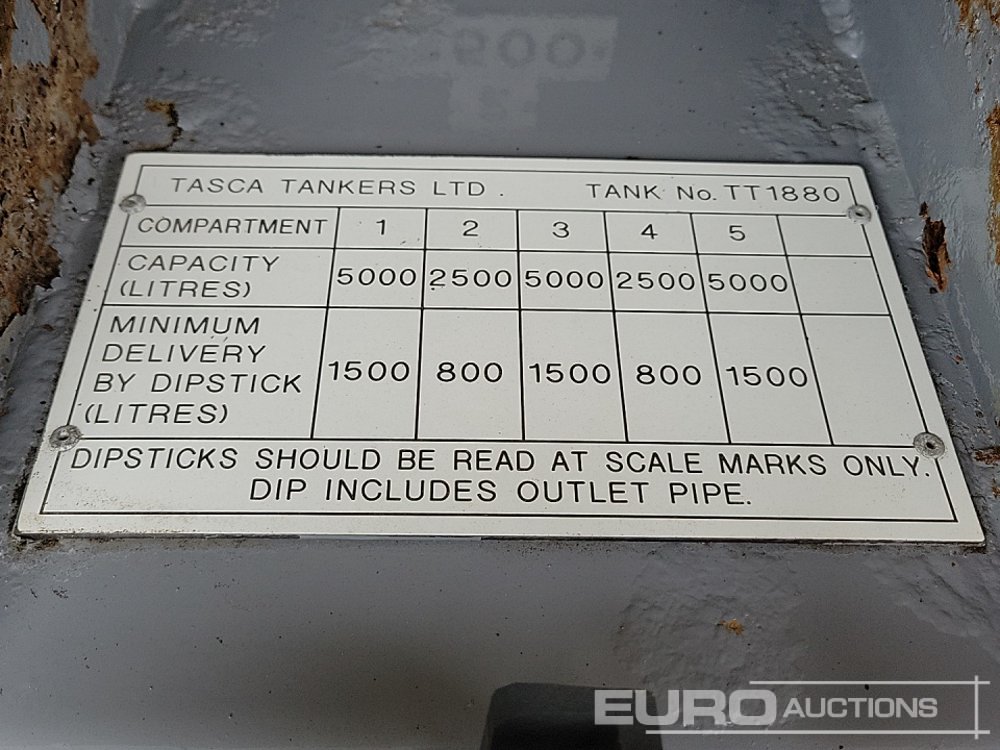 TASCA TANKERS LTD . TANK No. TT1880
COMPARTMENT 1 2 3 4 5
CAPACITY (LITRES) 5000 2500 5000 2500 5000
MINIMUM DELIVERY BY DIPSTICK (LITRES) 1500 800 1500 800 1500
DIPSTICKS SHOULD BE READ AT SCALE MARKS ONLY.
DIP INCLUDES OUTLET PIPE.
EURO AUCTIONS